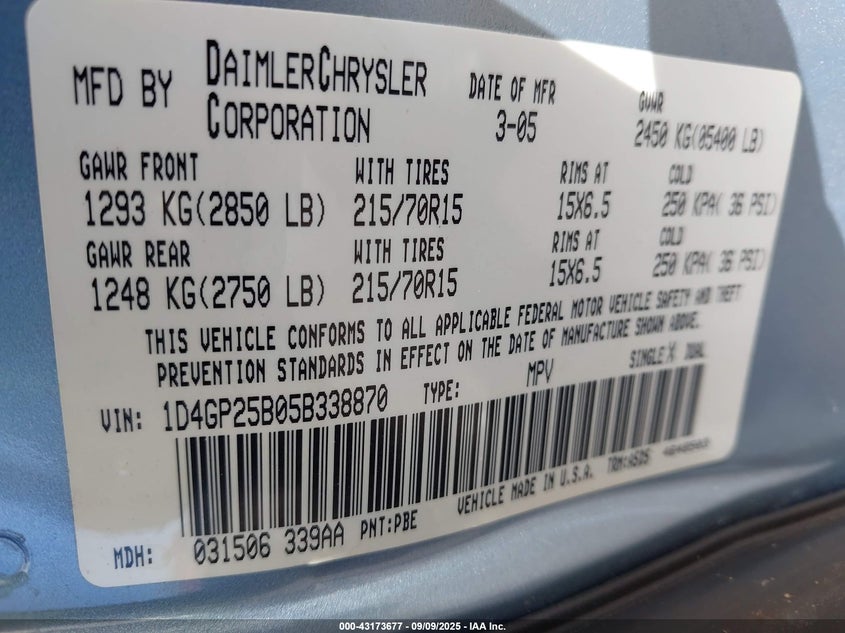 MFD BY DAIMLERCHRYSLER CORPORATION DATE OF MFR 3-05 GVWR 2450 KG(05400 LB)
GAWR FRONT WITH TIRES RIMS AT COLD
1293 KG(2850 LB) 215/70R15 15X6.5 250 KPA( 36 PSI)
GAWR REAR WITH TIRES RIMS AT COLD
1248 KG(2750 LB) 215/70R15 15X6.5 250 KPA( 36 PSI)
THIS VEHICLE CONFORMS TO ALL APPLICABLE FEDERAL MOTOR VEHICLE SAFETY AND THEFT
PREVENTION STANDARDS IN EFFECT ON THE DATE OF MANUFACTURE SHOWN ABOVE.
VIN: 1D4GP25B05B338870 TYPE: MPV SINGLE X DUAL
MDH: 031506 339AA PNT:PBE VEHICLE MADE IN U.S.A. TRM:A5D5
000-43173677 - 09/09/2025 - IAA Inc.